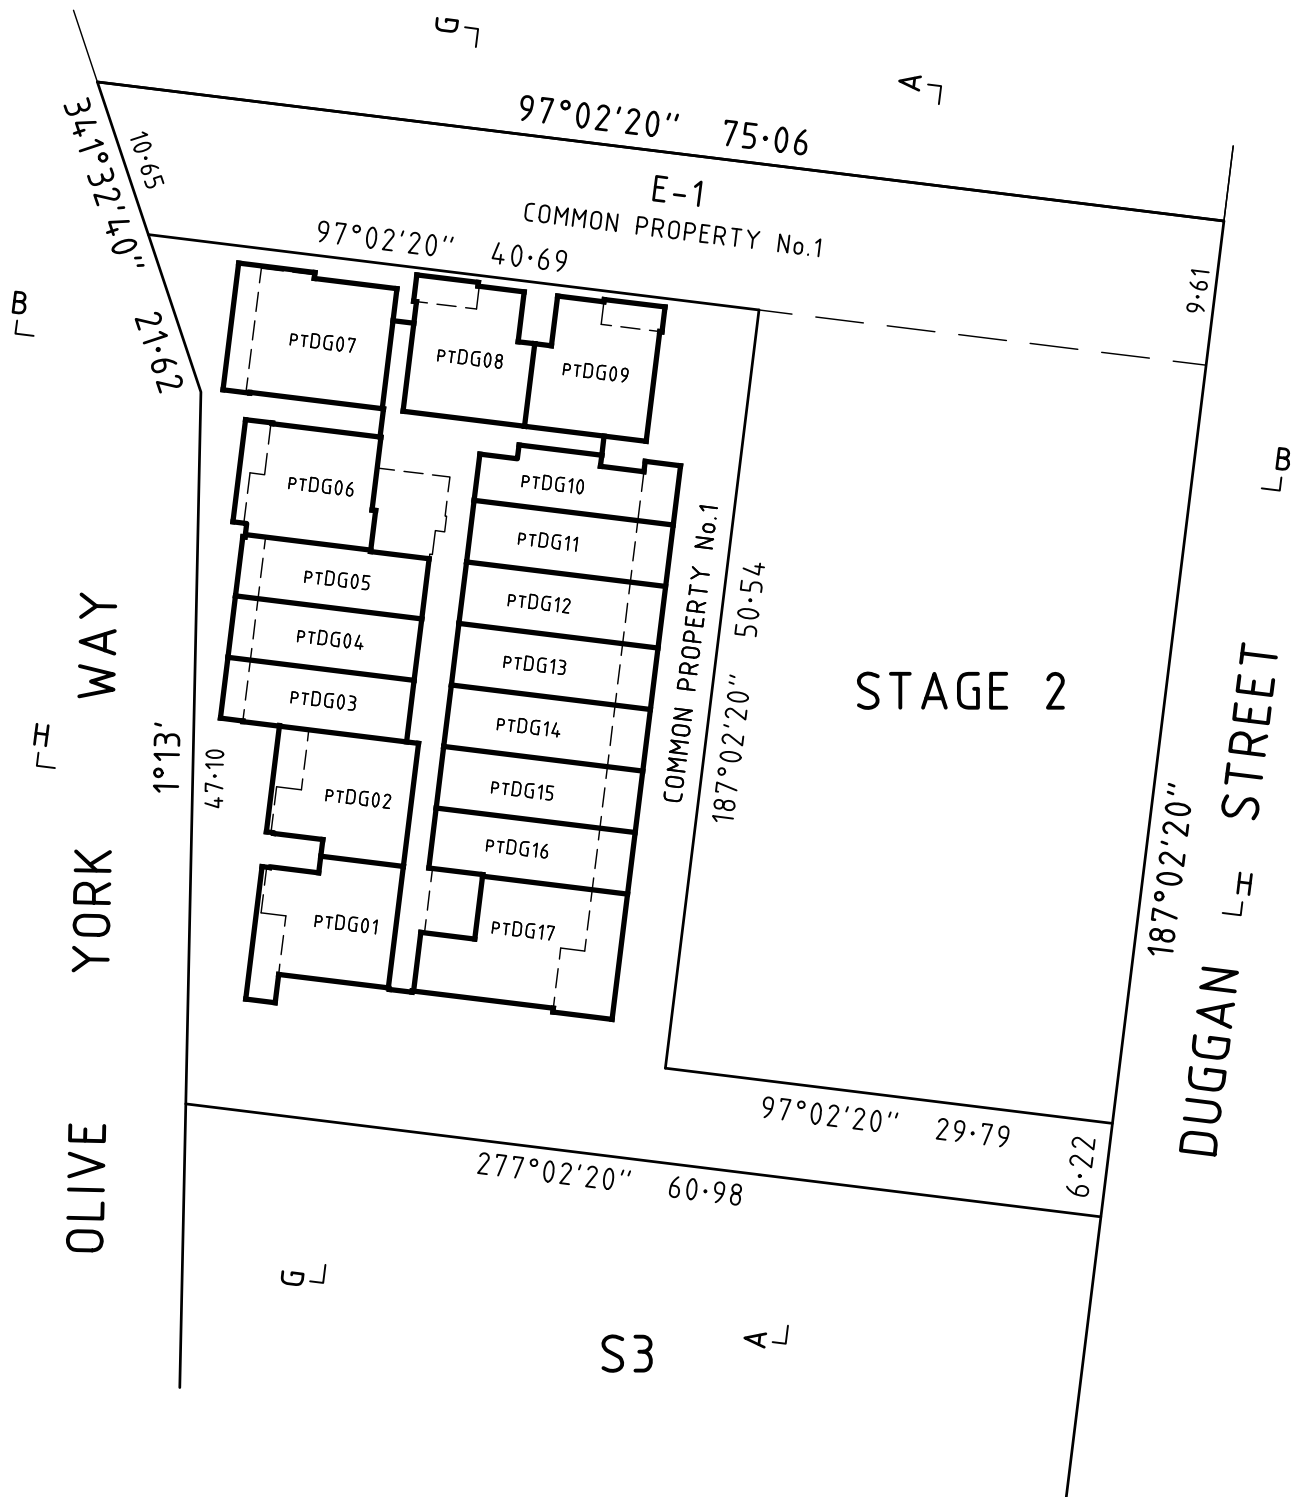 G
A
97°02'20" 75·06
341°32'40" 21·62
10·65
E-1
COMMON PROPERTY No.1
97°02'20" 40·69
9·61
B
PTDG07
PTDG08
PTDG09
B
PTDG06
PTDG10
PTDG11
PTDG05
PTDG12
PTDG04
PTDG13
PTDG03
PTDG14
PTDG02
PTDG15
PTDG16
PTDG01
PTDG17
COMMON PROPERTY No.1
187°02'20" 50·54
STAGE 2
H
1°13'
47·10
OLIVE YORK WAY
H
187°02'20"
DUGGAN STREET
97°02'20" 29·79
6·22
277°02'20" 60·98
G
A
S3